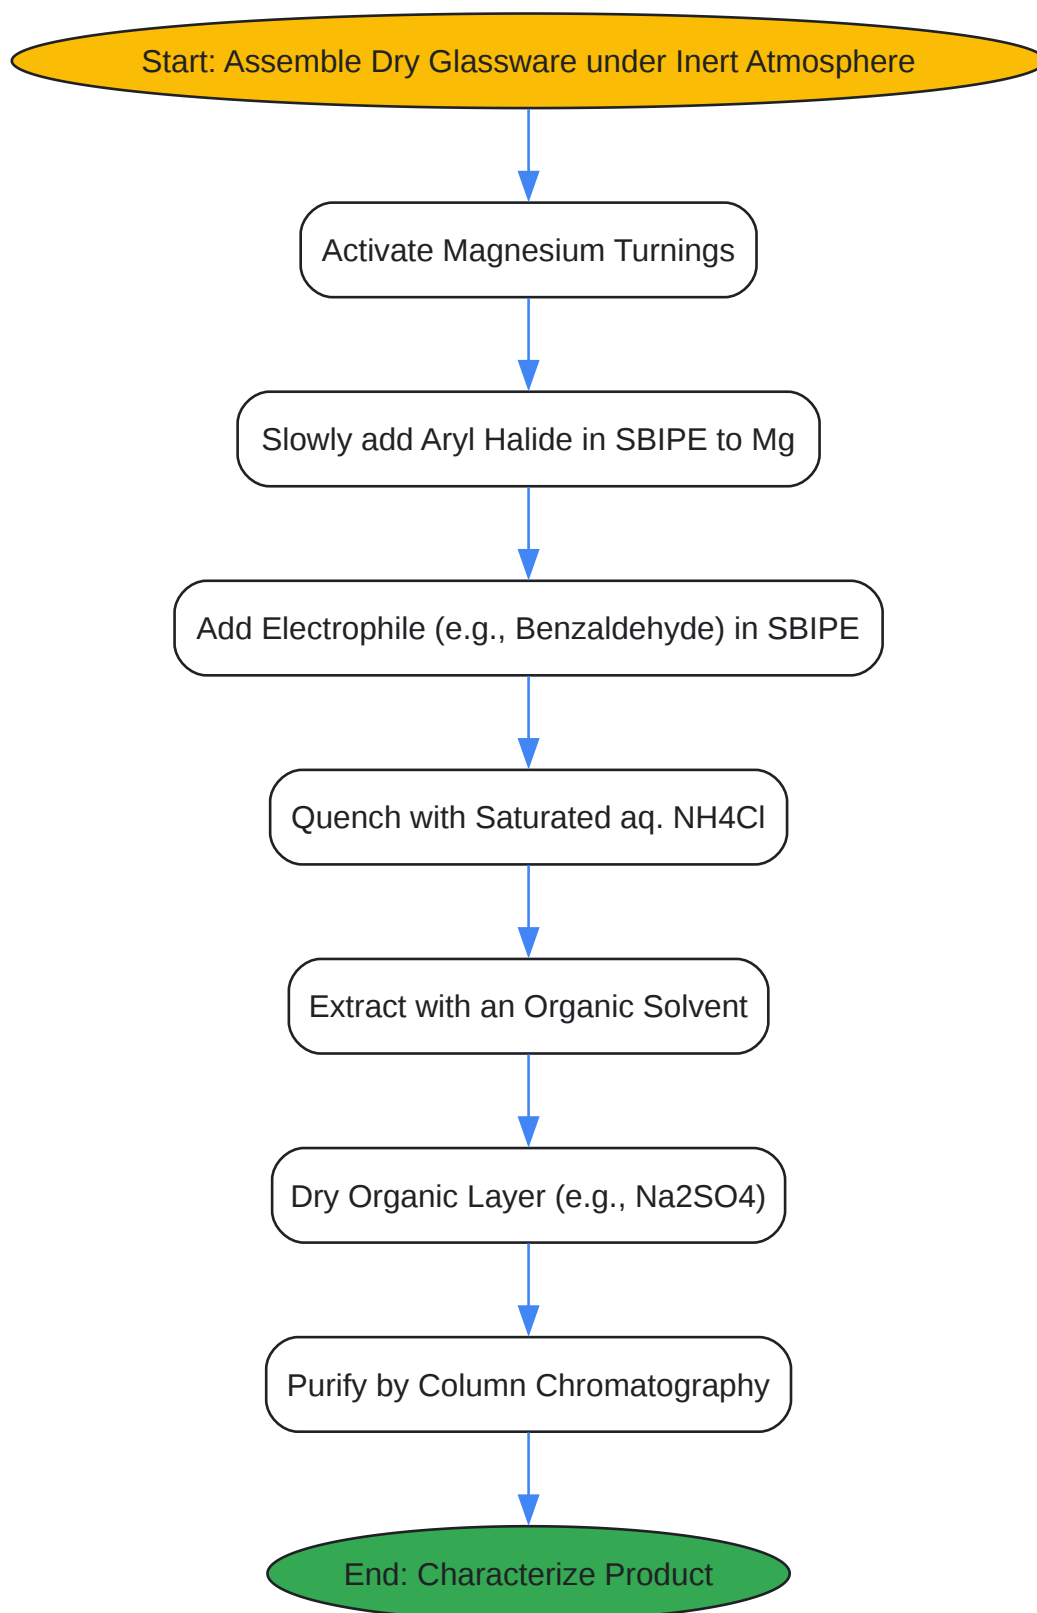 Start: Assemble Dry Glassware under Inert Atmosphere
Activate Magnesium Turnings
Slowly add Aryl Halide in SBIPE to Mg
Add Electrophile (e.g., Benzaldehyde) in SBIPE
Quench with Saturated aq. NH4Cl
Extract with an Organic Solvent
Dry Organic Layer (e.g., Na2SO4)
Purify by Column Chromatography
End: Characterize Product